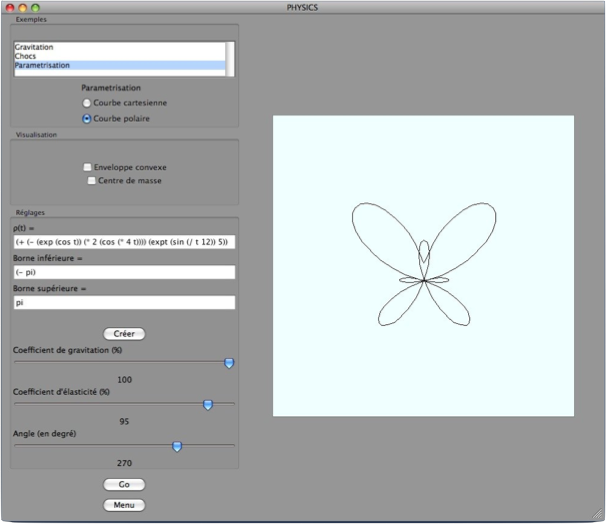 PHYSICS
Exemples
Gravitation
Chocs
Parametrisation
Parametrisation
Courbe cartesienne
Courbe polaire
Visualisation
Enveloppe convexe
Centre de masse
Réglages
ρ(t) =
(+ (- (exp (cos t)) (* 2 (cos (* 4 t)))) (expt (sin (/ t 12)) 5))
Borne inférieure =
(- pi)
Borne supérieure =
pi
Créer
Coefficient de gravitation (%)
100
Coefficient d'élasticité (%)
95
Angle (en degré)
270
Go
Menu